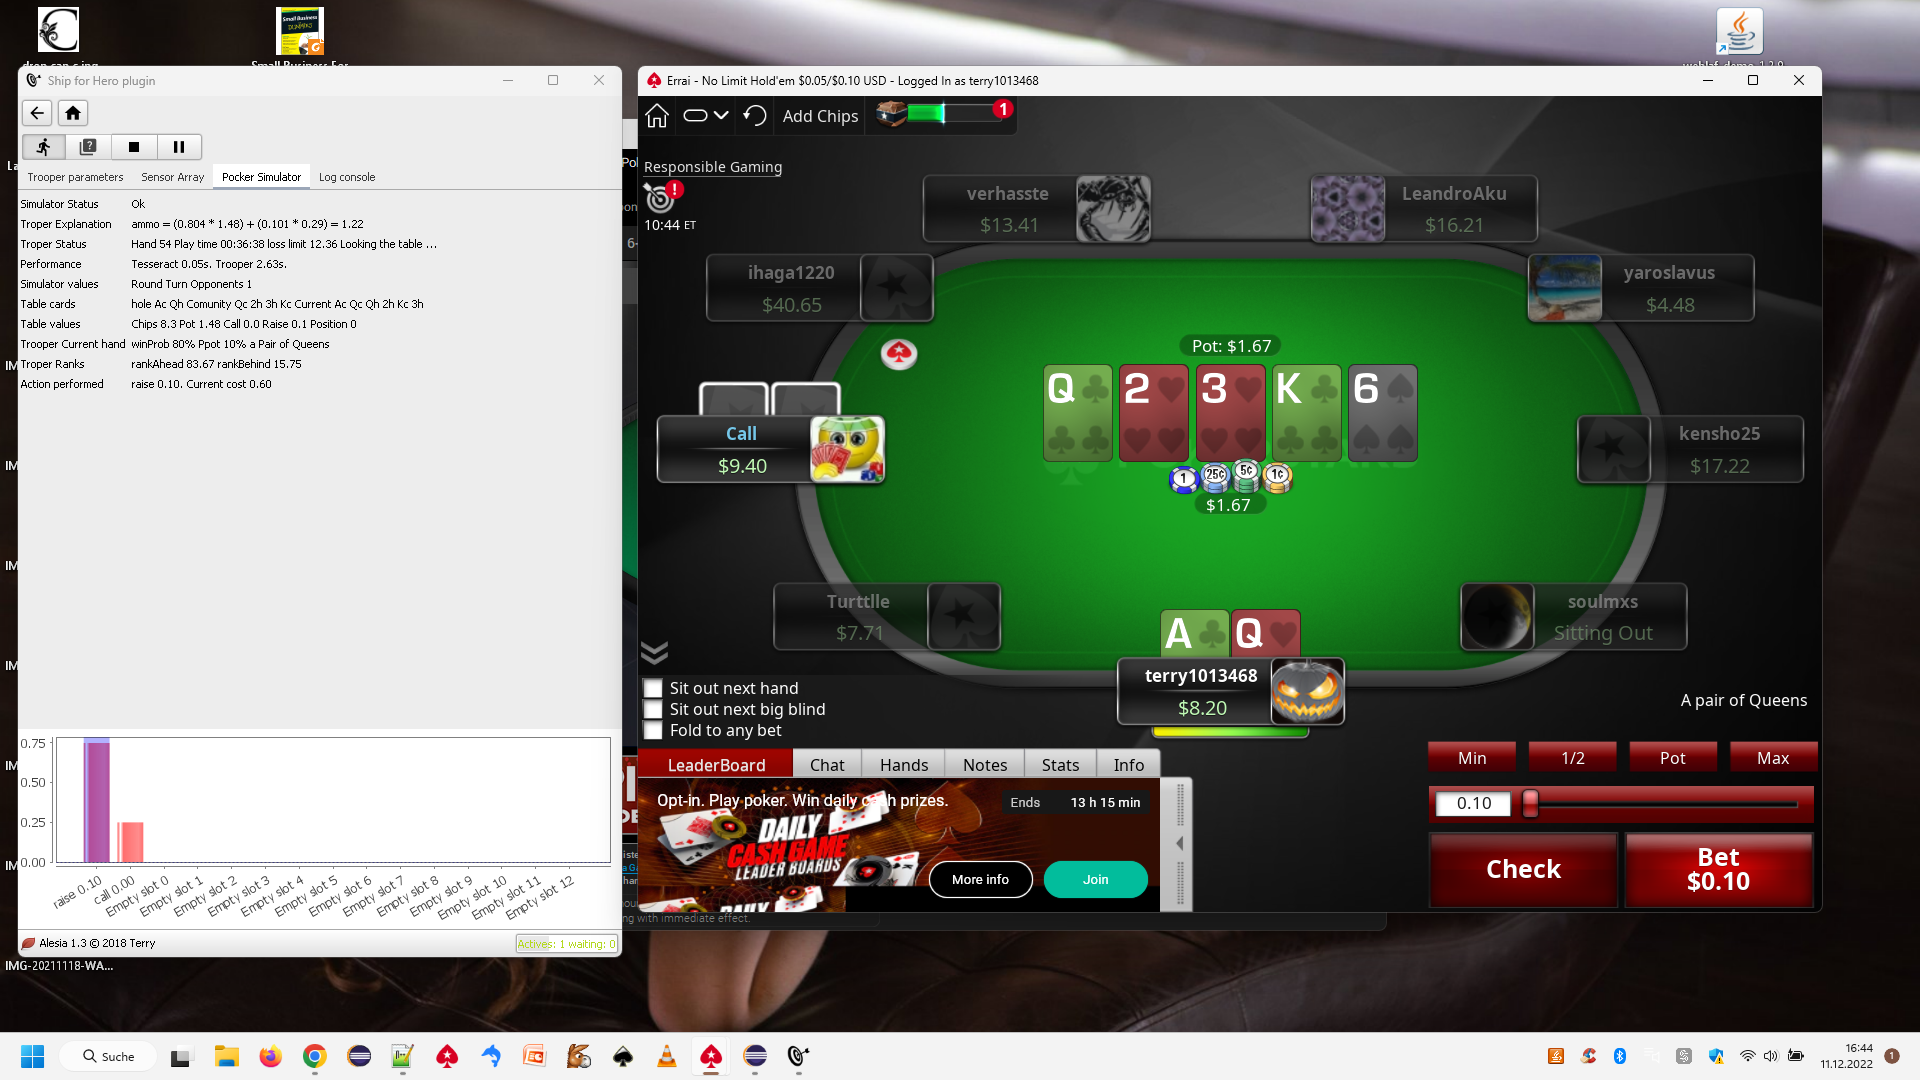 Ship for Hero plugin
Trooper parameters
Sensor Array
Pocker Simulator
Log console
Simulator Status Ok
Troper Explanation ammo = (0.804 * 1.48) + (0.101 * 0.29) = 1.22
Troper Status Hand 54 Play time 00:36:38 loss limit 12.36 Looking the table ...
Performance Tesseract 0.05s. Trooper 2.63s.
Simulator values Round Turn Opponents 1
Table cards hole Ac Qh Comunity Qc 2h 3h Kc Current Ac Qc Qh 2h Kc 3h
Table values Chips 8.3 Pot 1.48 Call 0.0 Raise 0.1 Position 0
Trooper Current hand winProb 80% Ppot 10% a Pair of Queens
Troper Ranks rankAhead 83.67 rankBehind 15.75
Action performed raise 0.10. Current cost 0.60
0.75
0.50
0.25
0.00
raise 0.10
call 0.00
Empty slot 0
Empty slot 1
Empty slot 2
Empty slot 3
Empty slot 4
Empty slot 5
Empty slot 6
Empty slot 7
Empty slot 8
Empty slot 9
Empty slot 10
Empty slot 11
Empty slot 12
Alesia 1.3 © 2018 Terry
Actives: 1 waiting: 0
IMG-20211118-WA...
Errai - No Limit Hold'em $0.05/$0.10 USD - Logged In as terry1013468
Add Chips
1
Responsible Gaming
10:44 ET
verhasste
$13.41
LeandroAku
$16.21
ihaga1220
$40.65
yaroslavus
$4.48
Pot: $1.67
Q 2 3 K 6
Call
$9.40
kensho25
$17.22
1 25¢ 5¢ 1¢
$1.67
Turttlle
$7.71
soulmxs
Sitting Out
A Q
terry1013468
$8.20
Sit out next hand
Sit out next big blind
Fold to any bet
A pair of Queens
LeaderBoard
Chat
Hands
Notes
Stats
Info
Opt-in. Play poker. Win daily cash prizes.
Ends 13 h 15 min
DAILY
CASH GAME
LEADER BOARDS
More info
Join
Min
1/2
Pot
Max
0.10
Check
Bet
$0.10
ng with immediate effect.
Suche
16:44
11.12.2022
1